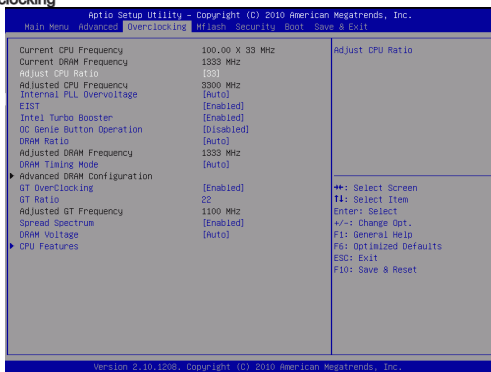 clocking
Aptio Setup Utility – Copyright (C) 2010 American Megatrends, Inc.
Main Menu Advanced Overclocking Mflash Security Boot Save & Exit
Current CPU Frequency 100.00 X 33 MHz
Current DRAM Frequency 1333 MHz
Adjust CPU Ratio [33]
Adjusted CPU Frequency 3300 MHz
Internal PLL Overvoltage [Auto]
EIST [Enabled]
Intel Turbo Booster [Enabled]
OC Genie Button Operation [Disabled]
DRAM Ratio [Auto]
Adjusted DRAM Frequency 1333 MHz
DRAM Timing Mode [Auto]
Advanced DRAM Configuration
GT OverClocking [Enabled]
GT Ratio 22
Adjusted GT Frequency 1100 MHz
Spread Spectrum [Enabled]
DRAM Voltage [Auto]
CPU Features
Adjust CPU Ratio
→←: Select Screen
↑↓: Select Item
Enter: Select
+/-: Change Opt.
F1: General Help
F6: Optimized Defaults
ESC: Exit
F10: Save & Reset
Version 2.10.1208. Copyright (C) 2010 American Megatrends, Inc.